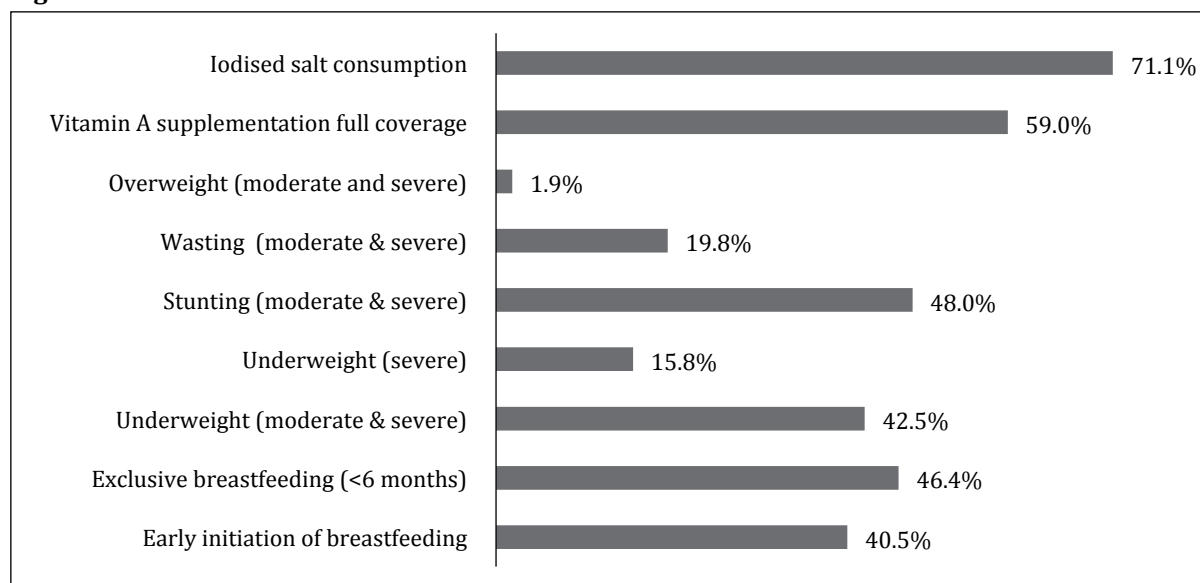 Iodised salt consumption 71.1%
Vitamin A supplementation full coverage 59.0%
Overweight (moderate and severe) 1.9%
Wasting (moderate & severe) 19.8%
Stunting (moderate & severe) 48.0%
Underweight (severe) 15.8%
Underweight (moderate & severe) 42.5%
Exclusive breastfeeding (<6 months) 46.4%
Early initiation of breastfeeding 40.5%